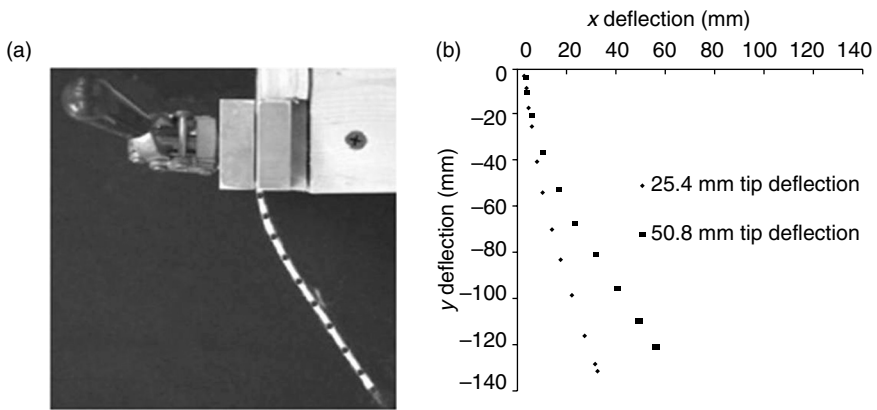 (a)
(b)
x deflection (mm)
0 20 40 60 80 100 120 140
0
−20
−40
−60
−80
−100
−120
−140
y deflection (mm)
25.4 mm tip deflection
50.8 mm tip deflection